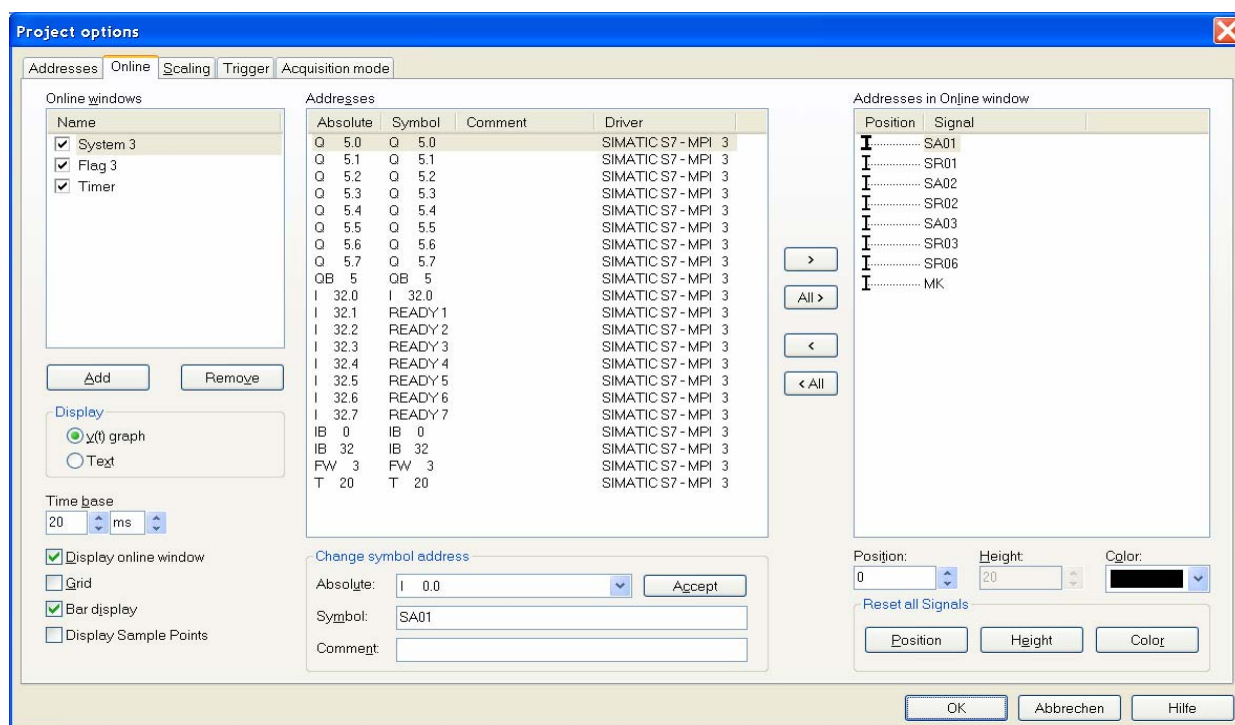 Project options
Addresses Online Scaling Trigger Acquisition mode
Online windows
Name
System 3
Flag 3
Timer
Add Remove
Display
y(t) graph
Text
Time base
20 ms
Display online window
Grid
Bar display
Display Sample Points
Addresses
Absolute Symbol Comment Driver
Q 5.0 Q 5.0 SIMATIC S7 - MPI 3
Q 5.1 Q 5.1 SIMATIC S7 - MPI 3
Q 5.2 Q 5.2 SIMATIC S7 - MPI 3
Q 5.3 Q 5.3 SIMATIC S7 - MPI 3
Q 5.4 Q 5.4 SIMATIC S7 - MPI 3
Q 5.5 Q 5.5 SIMATIC S7 - MPI 3
Q 5.6 Q 5.6 SIMATIC S7 - MPI 3
Q 5.7 Q 5.7 SIMATIC S7 - MPI 3
QB 5 QB 5 SIMATIC S7 - MPI 3
I 32.0 I 32.0 SIMATIC S7 - MPI 3
I 32.1 READY 1 SIMATIC S7 - MPI 3
I 32.2 READY 2 SIMATIC S7 - MPI 3
I 32.3 READY 3 SIMATIC S7 - MPI 3
I 32.4 READY 4 SIMATIC S7 - MPI 3
I 32.5 READY 5 SIMATIC S7 - MPI 3
I 32.6 READY 6 SIMATIC S7 - MPI 3
I 32.7 READY 7 SIMATIC S7 - MPI 3
IB 0 IB 0 SIMATIC S7 - MPI 3
IB 32 IB 32 SIMATIC S7 - MPI 3
FW 3 FW 3 SIMATIC S7 - MPI 3
T 20 T 20 SIMATIC S7 - MPI 3
Change symbol address
Absolute: I 0.0 Accept
Symbol: SA01
Comment:
>
All >
<
< All
Addresses in Online window
Position Signal
SA01
SR01
SA02
SR02
SA03
SR03
SR06
MK
Position: Height: Color:
0 20
Reset all Signals
Position Height Color
OK Abbrechen Hilfe